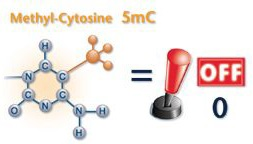 Methyl-Cytosine 5mC
H
C
N C
C C
O N N H
H
= OFF
0